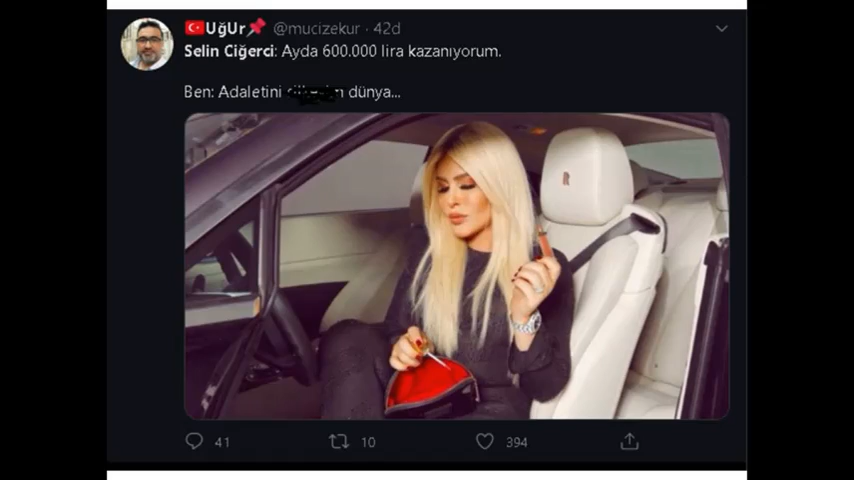 UğUr @mucizekur · 42d
Selin Ciğerci: Ayda 600.000 lira kazanıyorum.
Ben: Adaletini dünya...
R
41 10 394